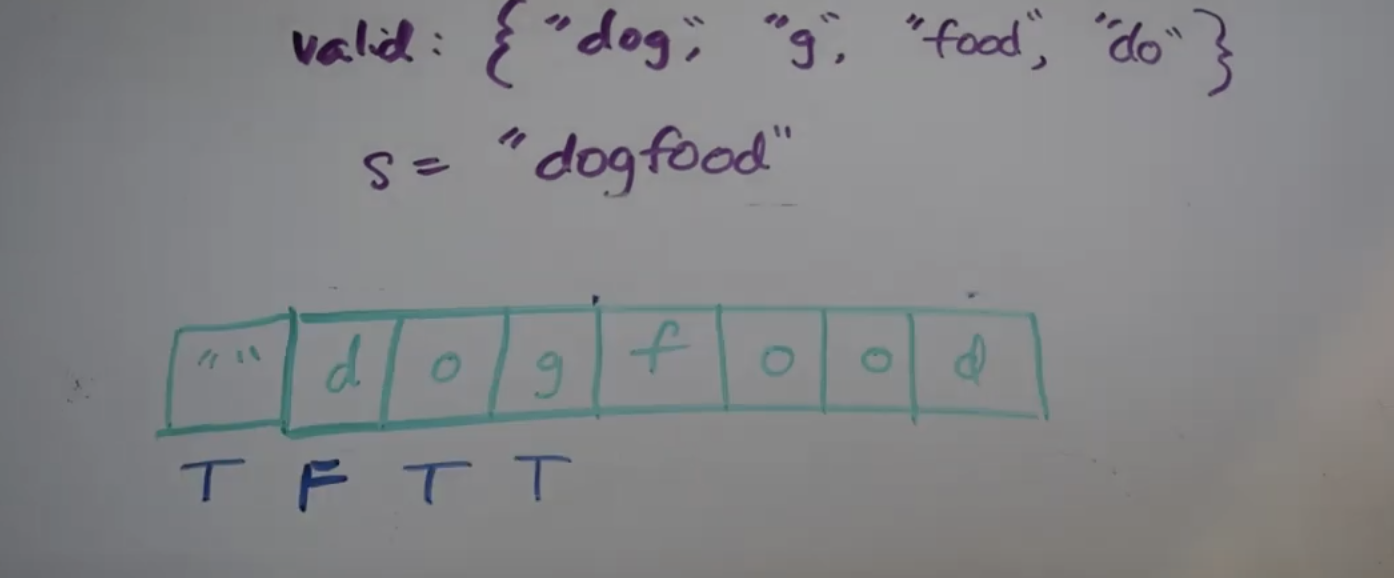 valid: { "dog", "g", "food", "do" }
s = "dogfood"
" " d o g f o o d
T F T T